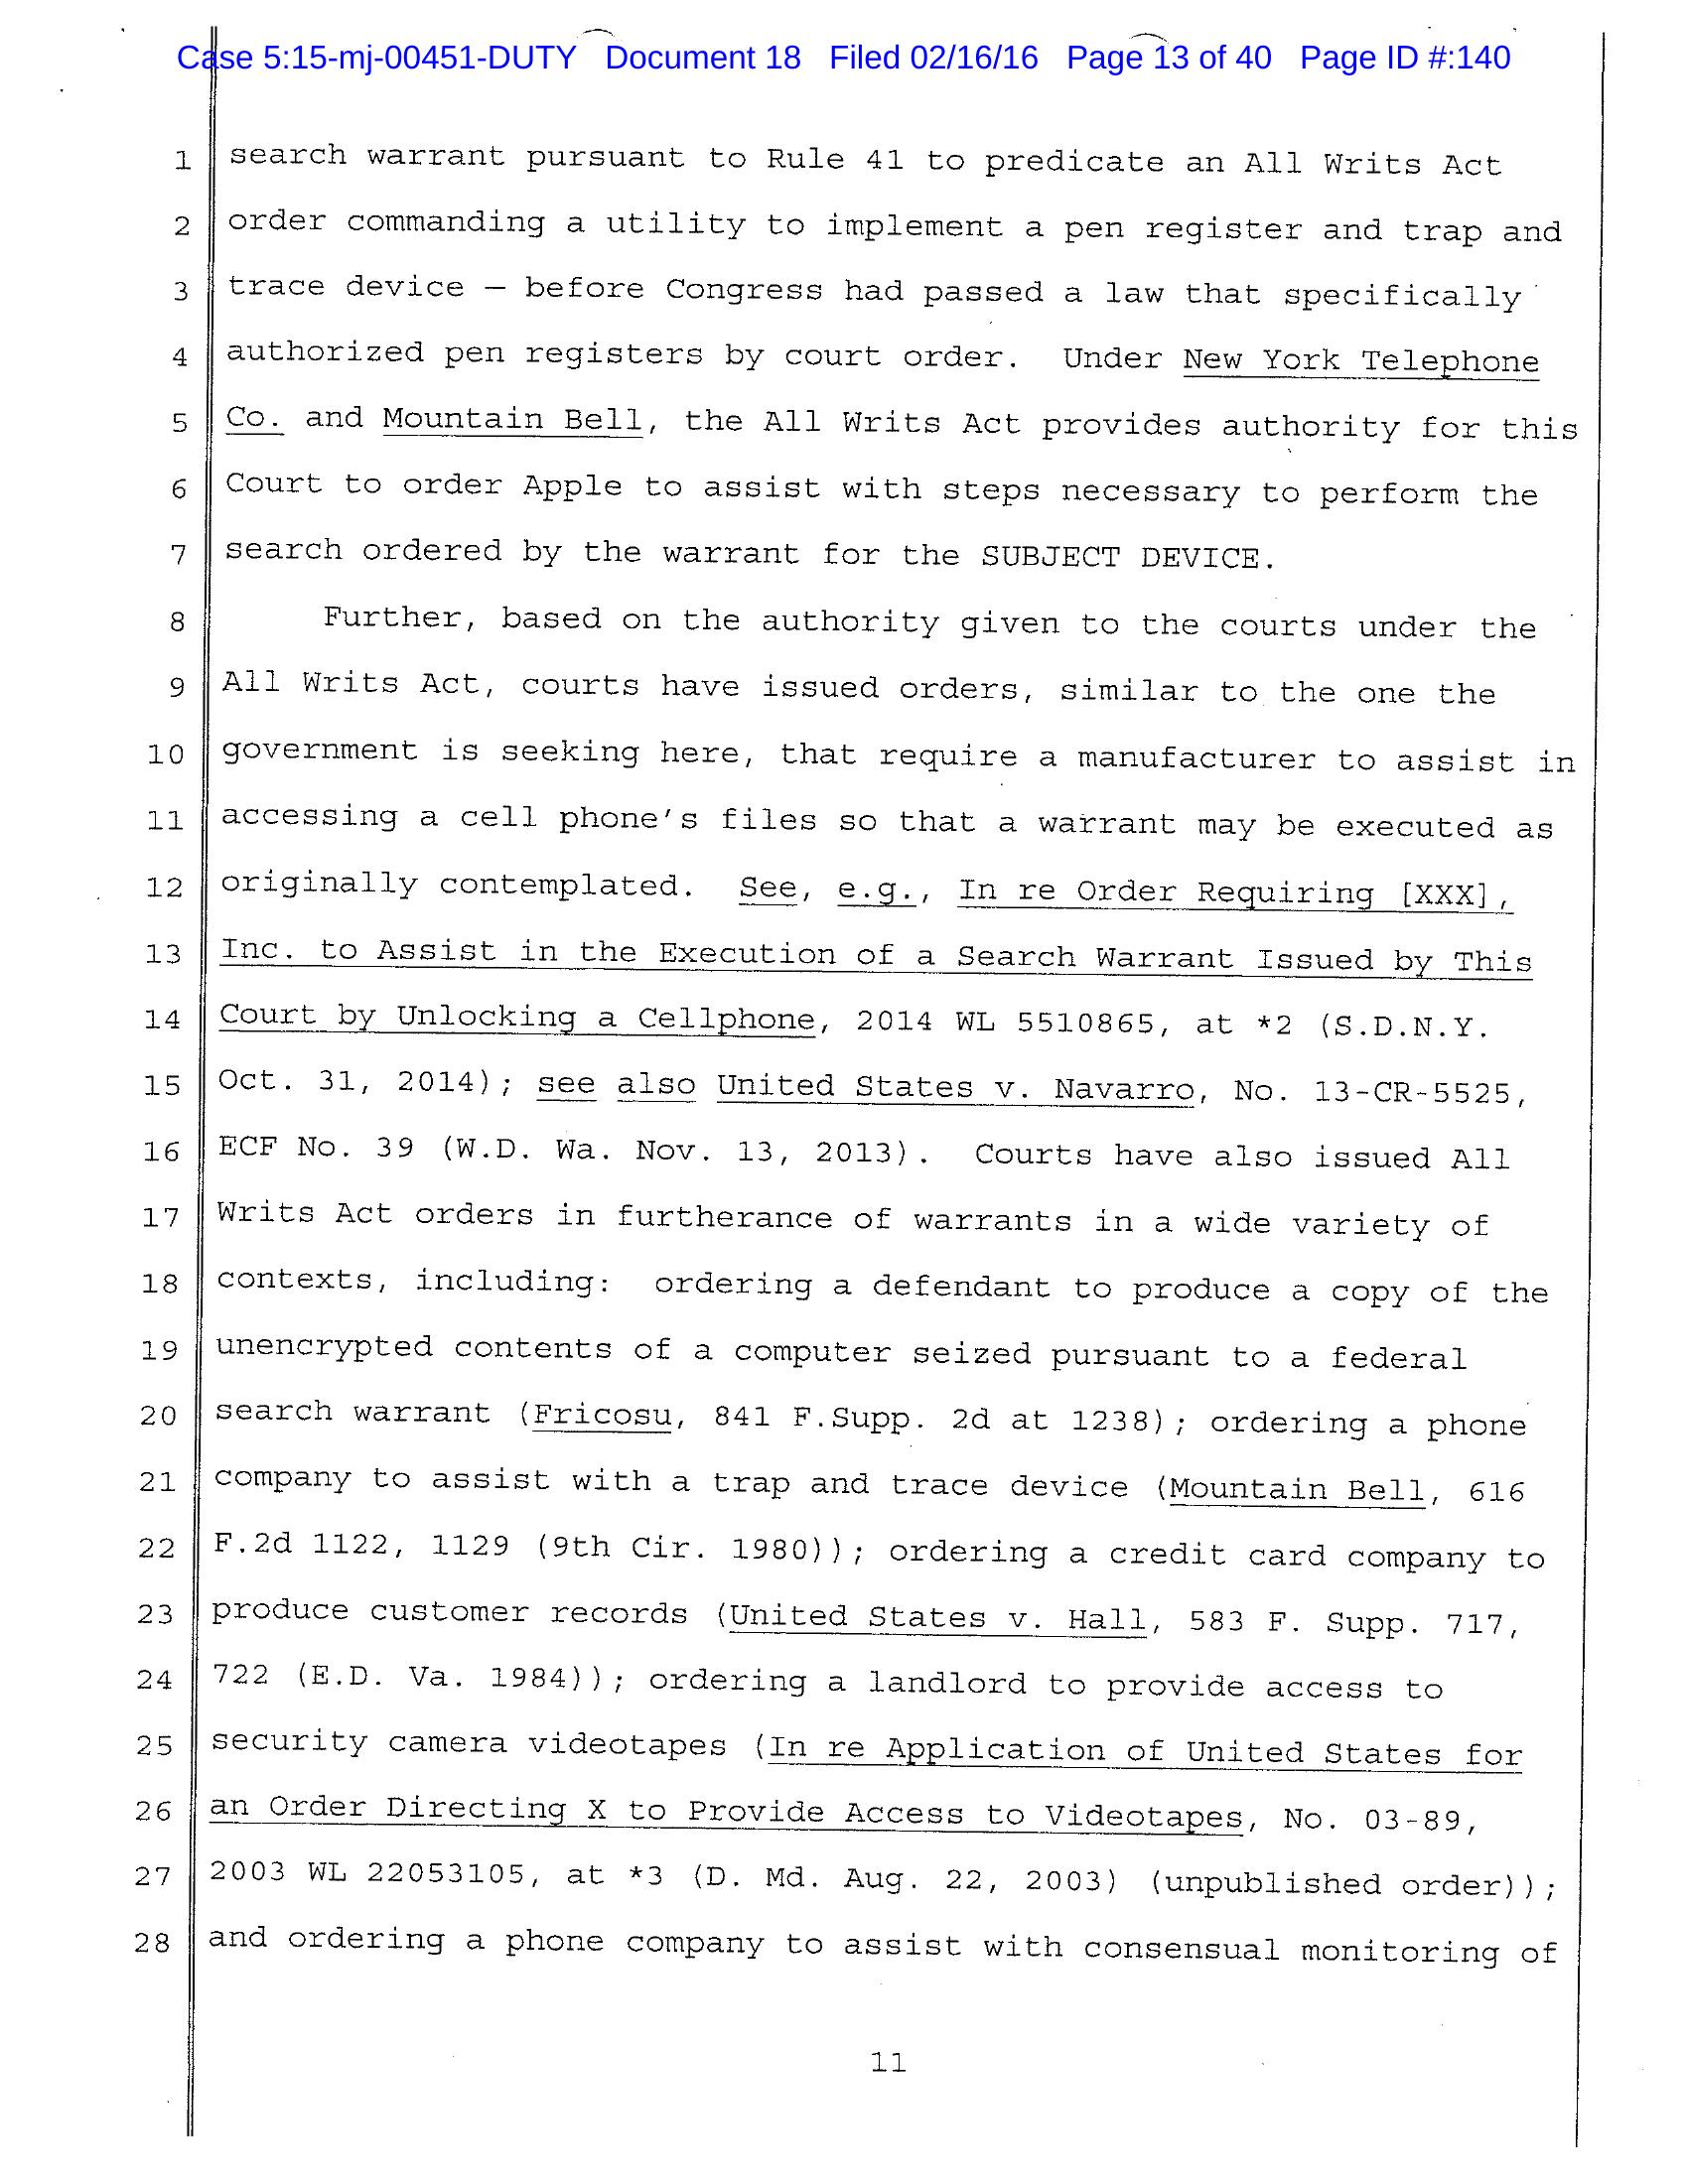 Case 5:15-mj-00451-DUTY Document 18 Filed 02/16/16 Page 13 of 40 Page ID #:140
1 search warrant pursuant to Rule 41 to predicate an All Writs Act
2 order commanding a utility to implement a pen register and trap and
3 trace device — before Congress had passed a law that specifically
4 authorized pen registers by court order. Under New York Telephone
5 Co. and Mountain Bell, the All Writs Act provides authority for this
6 Court to order Apple to assist with steps necessary to perform the
7 search ordered by the warrant for the SUBJECT DEVICE.
8 Further, based on the authority given to the courts under the
9 All Writs Act, courts have issued orders, similar to the one the
10 government is seeking here, that require a manufacturer to assist in
11 accessing a cell phone's files so that a warrant may be executed as
12 originally contemplated. See, e.g., In re Order Requiring [XXX],
13 Inc. to Assist in the Execution of a Search Warrant Issued by This
14 Court by Unlocking a Cellphone, 2014 WL 5510865, at *2 (S.D.N.Y.
15 Oct. 31, 2014); see also United States v. Navarro, No. 13-CR-5525,
16 ECF No. 39 (W.D. Wa. Nov. 13, 2013). Courts have also issued All
17 Writs Act orders in furtherance of warrants in a wide variety of
18 contexts, including: ordering a defendant to produce a copy of the
19 unencrypted contents of a computer seized pursuant to a federal
20 search warrant (Fricosu, 841 F.Supp. 2d at 1238); ordering a phone
21 company to assist with a trap and trace device (Mountain Bell, 616
22 F.2d 1122, 1129 (9th Cir. 1980)); ordering a credit card company to
23 produce customer records (United States v. Hall, 583 F. Supp. 717,
24 722 (E.D. Va. 1984)); ordering a landlord to provide access to
25 security camera videotapes (In re Application of United States for
26 an Order Directing X to Provide Access to Videotapes, No. 03-89,
27 2003 WL 22053105, at *3 (D. Md. Aug. 22, 2003) (unpublished order));
28 and ordering a phone company to assist with consensual monitoring of
11